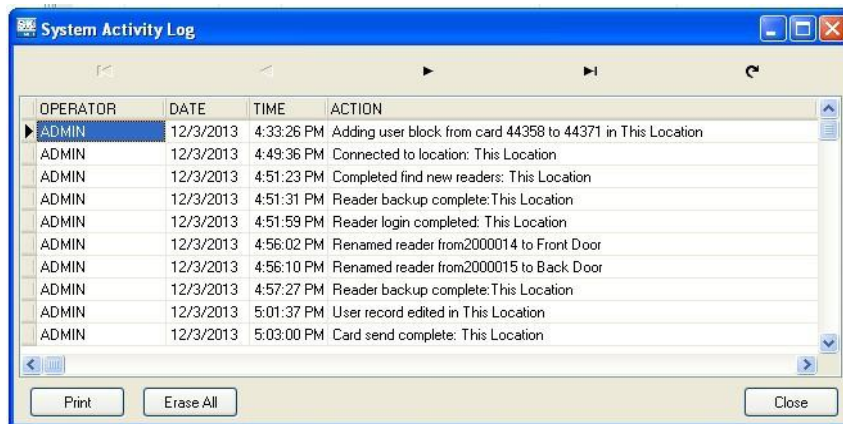 System Activity Log
OPERATOR DATE TIME ACTION
ADMIN 12/3/2013 4:33:26 PM Adding user block from card 44358 to 44371 in This Location
ADMIN 12/3/2013 4:49:36 PM Connected to location: This Location
ADMIN 12/3/2013 4:51:23 PM Completed find new readers: This Location
ADMIN 12/3/2013 4:51:31 PM Reader backup complete:This Location
ADMIN 12/3/2013 4:51:59 PM Reader login completed: This Location
ADMIN 12/3/2013 4:56:02 PM Renamed reader from2000014 to Front Door
ADMIN 12/3/2013 4:56:10 PM Renamed reader from2000015 to Back Door
ADMIN 12/3/2013 4:57:27 PM Reader backup complete:This Location
ADMIN 12/3/2013 5:01:37 PM User record edited in This Location
ADMIN 12/3/2013 5:03:00 PM Card send complete: This Location
Print Erase All Close